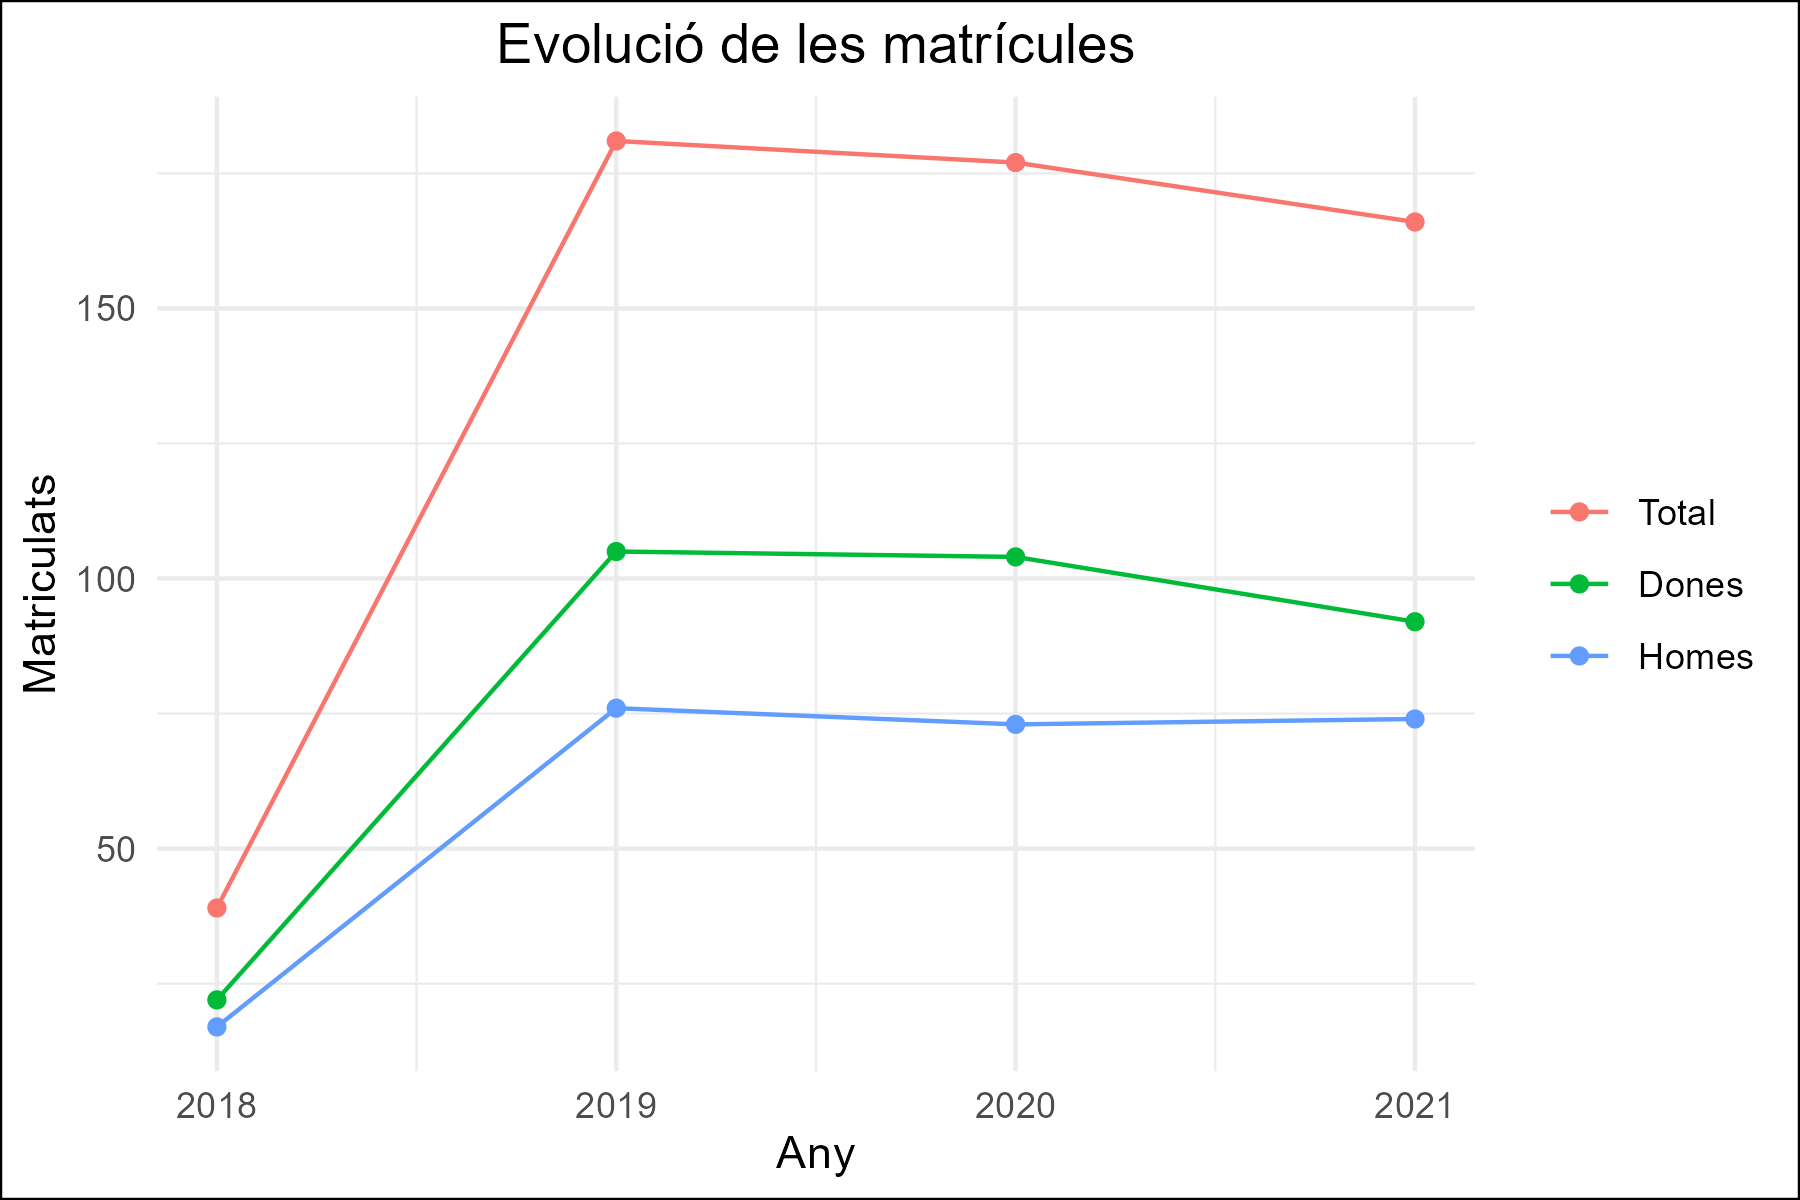 Evolució de les matrícules
Matriculats
150
100
50
2018
2019
2020
2021
Any
Total
Dones
Homes